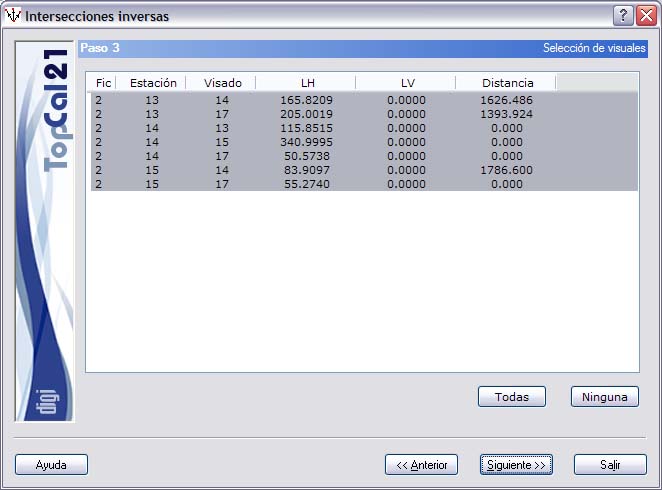 Intersecciones inversas
Paso 3 Selección de visuales
TopCal 21
digi
Fic Estación Visado LH LV Distancia
2 13 14 165.8209 0.0000 1626.486
2 13 17 205.0019 0.0000 1393.924
2 14 13 115.8515 0.0000 0.000
2 14 15 340.9995 0.0000 0.000
2 14 17 50.5738 0.0000 0.000
2 15 14 83.9097 0.0000 1786.600
2 15 17 55.2740 0.0000 0.000
Todas Ninguna
Ayuda << Anterior Siguiente >> Salir